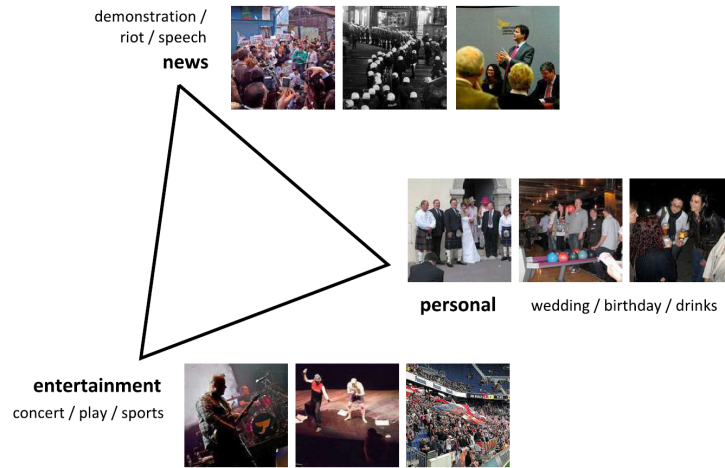 demonstration /
riot / speech
news
personal
wedding / birthday / drinks
entertainment
concert / play / sports